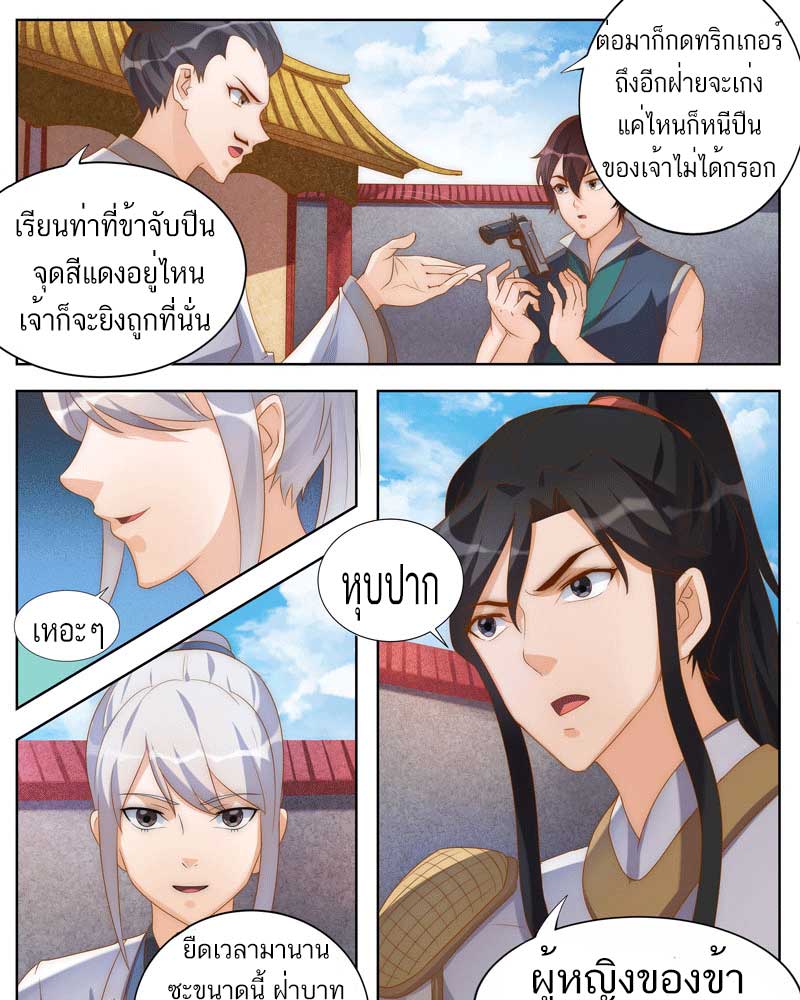 ต่อมาก็กดทริกเกอร์
ถึงอีกฝ่ายจะเก่ง
แค่ไหนก็หนีปืน
ของเจ้าไม่ได้กรอก
เรียนท่าที่ข้าจับปืน
จุดสีแดงอยู่ไหน
เจ้าก็จะยิงถูกที่นั่น
เหอะๆ
หุบปาก
ยืดเวลามานาน
ซะขนาดนี้ ฝ่าบาท
ผู้หญิงของข้า